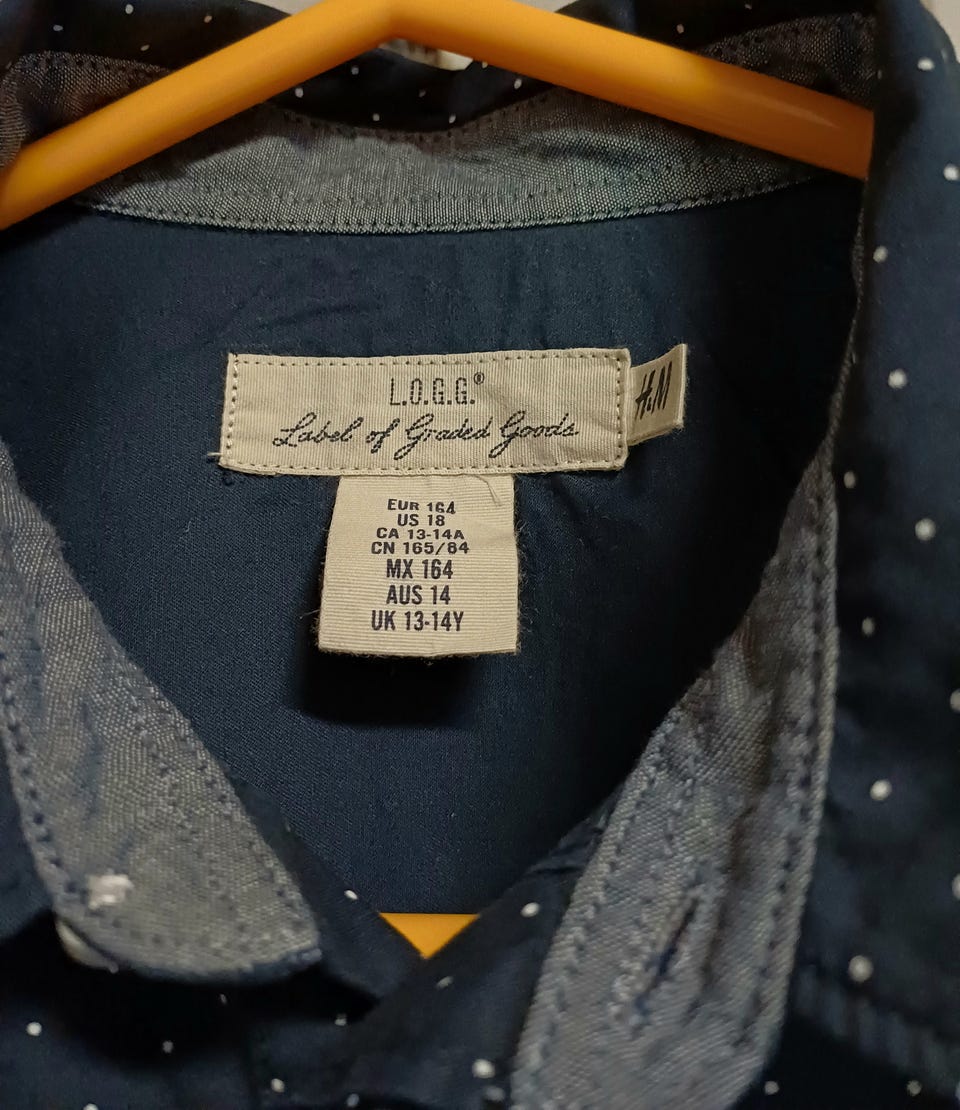 L.O.G.G.®
Label of Graded Goods
H&M
EUR 164
US 18
CA 13-14A
CN 165/84
MX 164
AUS 14
UK 13-14Y